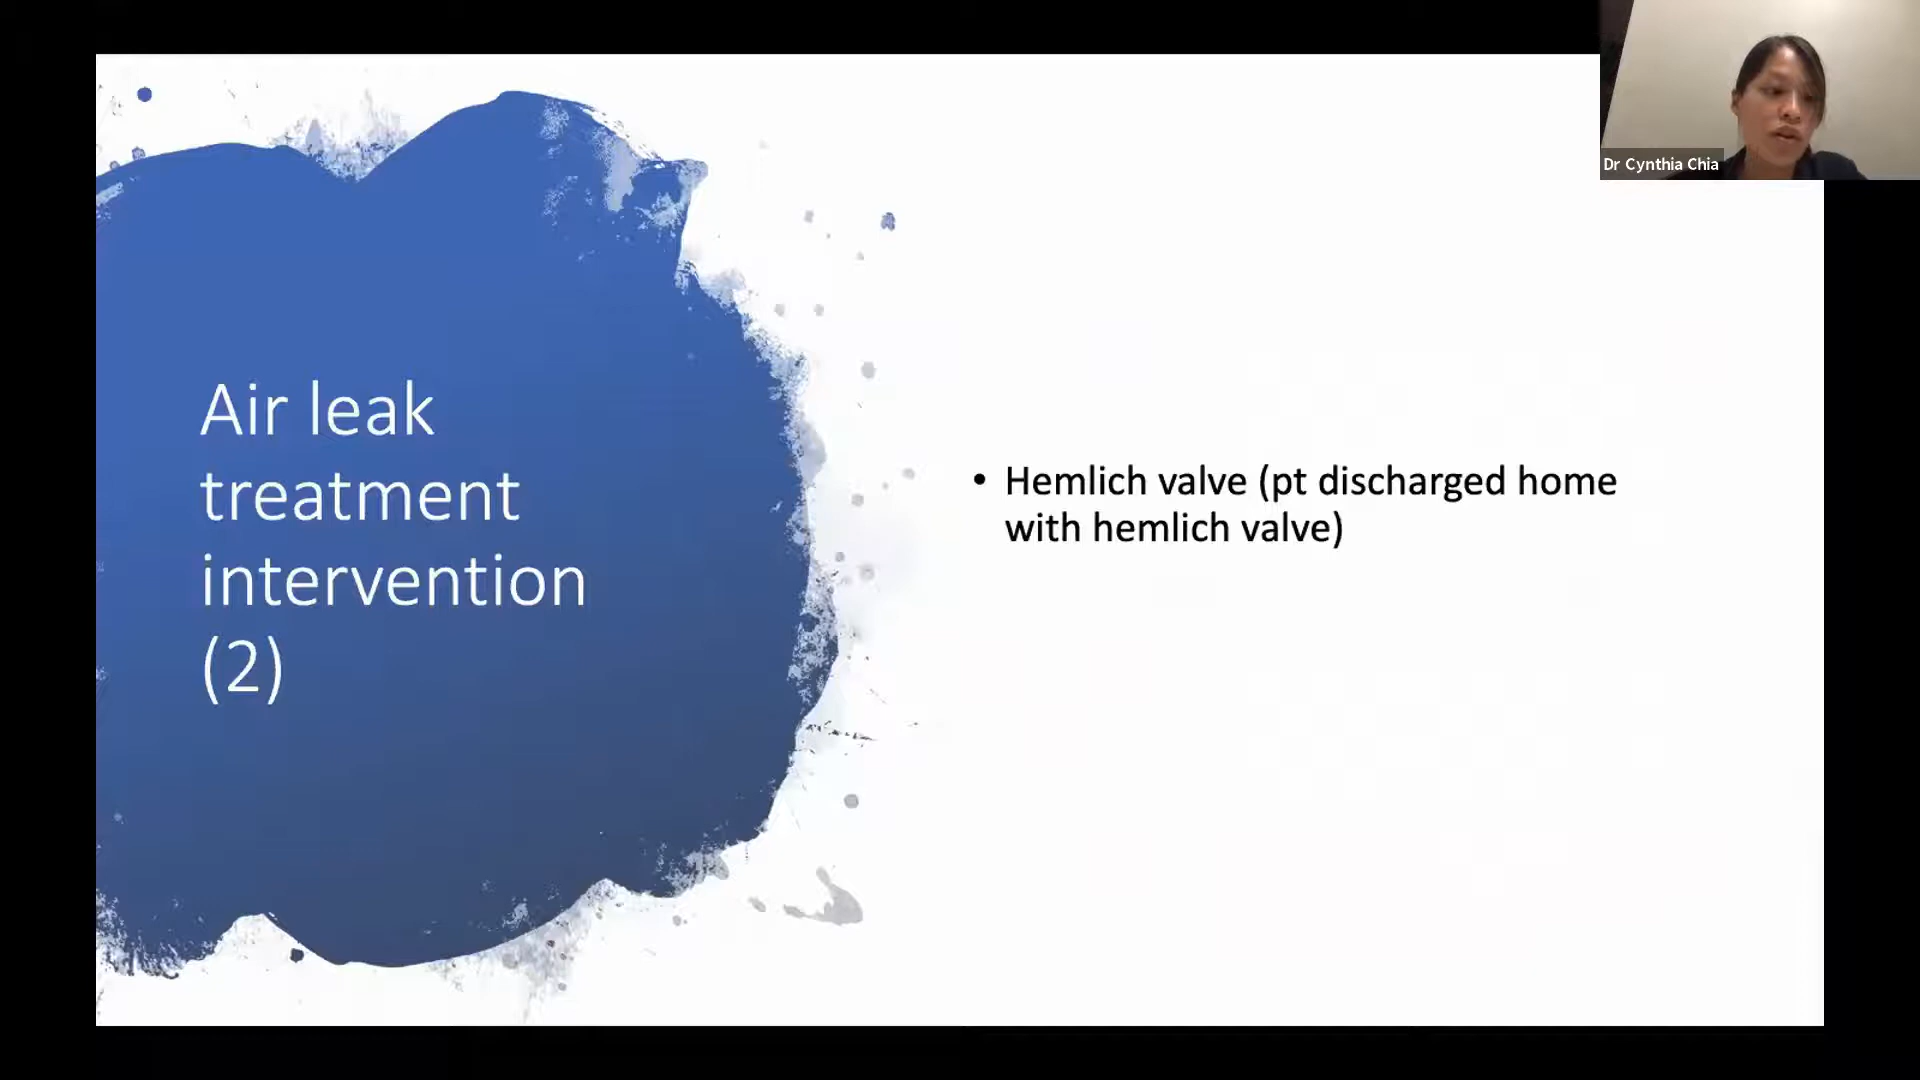 Dr Cynthia Chia
Air leak
treatment
intervention
(2)
• Hemlich valve (pt discharged home
with hemlich valve)